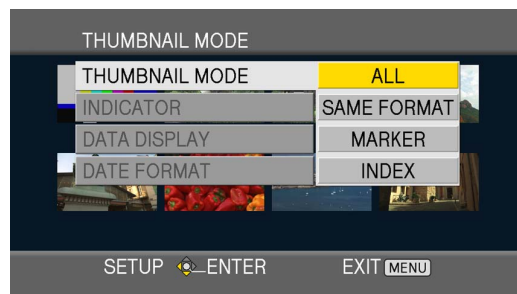 THUMBNAIL MODE
THUMBNAIL MODE ALL
INDICATOR SAME FORMAT
DATA DISPLAY MARKER
DATE FORMAT INDEX
SETUP ENTER EXIT MENU